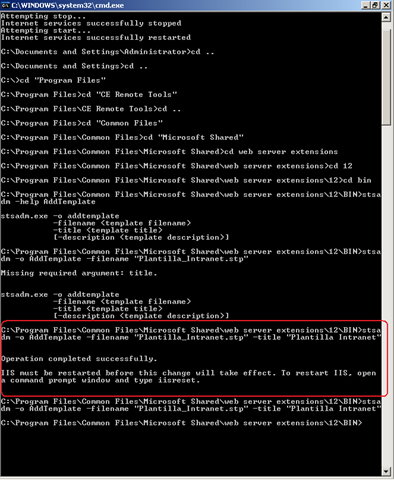 C:\WINDOWS\system32\cmd.exe
Attempting stop...
Internet services successfully stopped
Attempting start...
Internet services successfully restarted
C:\Documents and Settings\Administrator>cd ..
C:\Documents and Settings>cd ..
C:\>cd "Program Files"
C:\Program Files>cd "CE Remote Tools"
C:\Program Files\CE Remote Tools>cd ..
C:\Program Files>cd "Common Files"
C:\Program Files\Common Files>cd "Microsoft Shared"
C:\Program Files\Common Files\Microsoft Shared>cd web server extensions
C:\Program Files\Common Files\Microsoft Shared\web server extensions>cd 12
C:\Program Files\Common Files\Microsoft Shared\web server extensions\12>cd bin
C:\Program Files\Common Files\Microsoft Shared\web server extensions\12\BIN>stsa
dm -help AddTemplate
stsadm.exe -o addtemplate
-filename <template filename>
-title <template title>
[-description <template description>]
C:\Program Files\Common Files\Microsoft Shared\web server extensions\12\BIN>stsa
dm -o AddTemplate -filename "Plantilla_Intranet.stp"
Missing required argument: title.
stsadm.exe -o addtemplate
-filename <template filename>
-title <template title>
[-description <template description>]
C:\Program Files\Common Files\Microsoft Shared\web server extensions\12\BIN>stsa
dm -o AddTemplate -filename "Plantilla_Intranet.stp" -title "Plantilla Intranet"
Operation completed successfully.
IIS must be restarted before this change will take effect. To restart IIS, open
a command prompt window and type iisreset.
C:\Program Files\Common Files\Microsoft Shared\web server extensions\12\BIN>stsa
dm -o AddTemplate -filename "Plantilla_Intranet.stp" -title "Plantilla Intranet"
C:\Program Files\Common Files\Microsoft Shared\web server extensions\12\BIN>